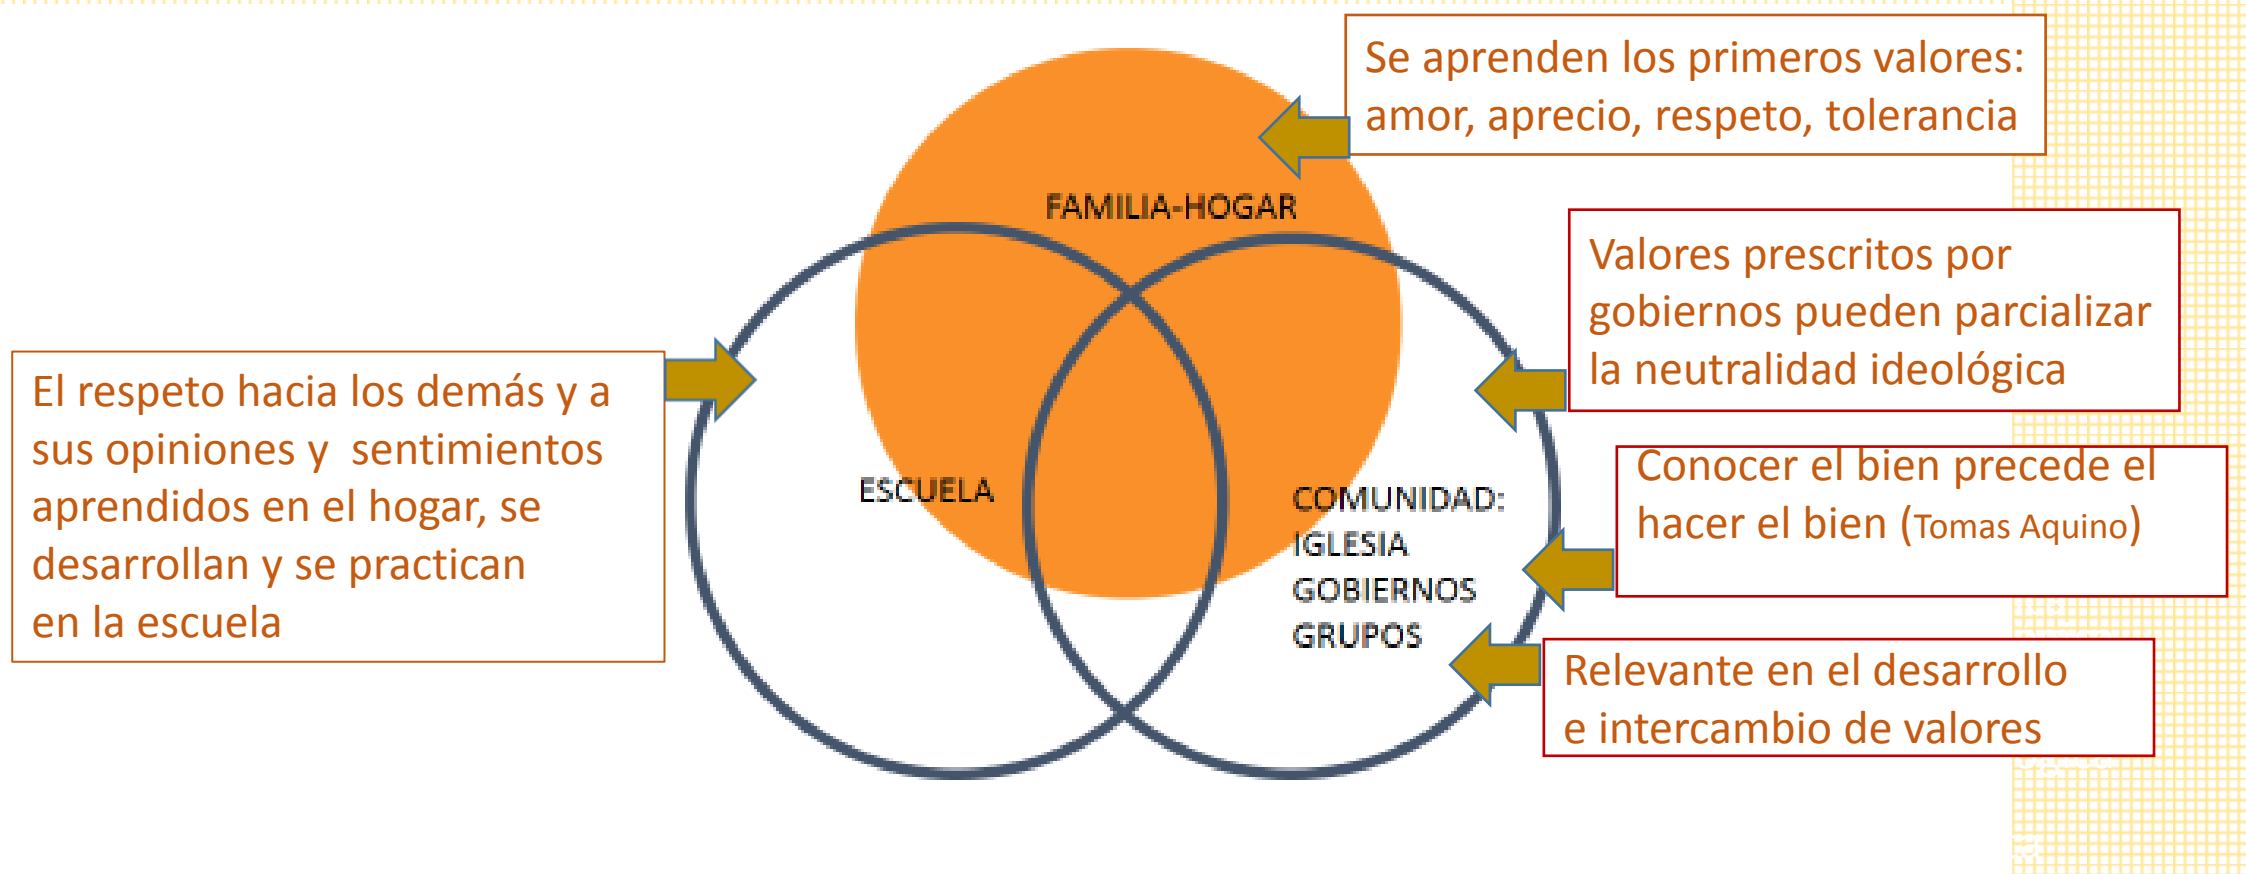 Se aprenden los primeros valores:
amor, aprecio, respeto, tolerancia
FAMILIA-HOGAR
Valores prescritos por
gobiernos pueden parcializar
la neutralidad ideológica
El respeto hacia los demás y a
sus opiniones y sentimientos
aprendidos en el hogar, se
desarrollan y se practican
en la escuela
ESCUELA
COMUNIDAD:
IGLESIA
GOBIERNOS
GRUPOS
Conocer el bien precede el
hacer el bien (Tomas Aquino)
Relevante en el desarrollo
e intercambio de valores